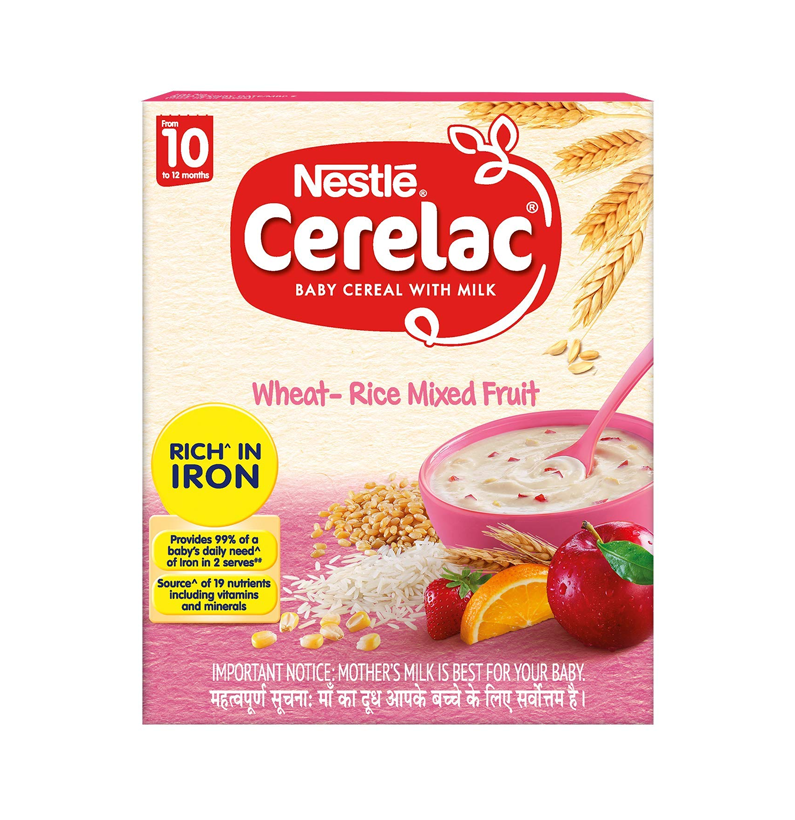 From
10
to 12 months
Nestlé®
Cerelac®
BABY CEREAL WITH MILK
Wheat- Rice Mixed Fruit
RICH^ IN
IRON
Provides 99% of a
baby's daily need^
of Iron in 2 serves##
Source^ of 19 nutrients
including vitamins
and minerals
IMPORTANT NOTICE: MOTHER'S MILK IS BEST FOR YOUR BABY.
महत्वपूर्ण सूचना: माँ का दूध आपके बच्चे के लिए सर्वोत्तम है।